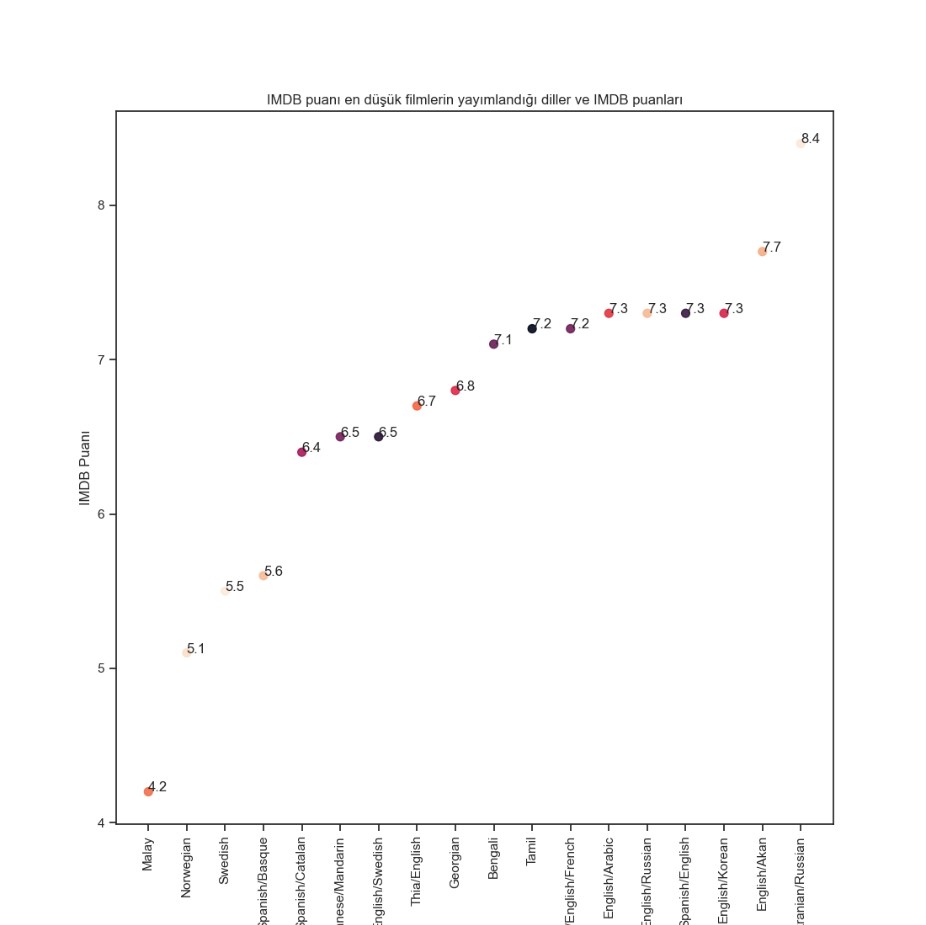 IMDB puanı en düşük filmlerin yayımlandığı diller ve IMDB puanları
8.4
8
7.7
7.3
7.3
7.3
7.3
7.2
7.2
7.1
7
6.8
6.7
6.5
6.5
6.4
IMDB Puanı
6
5.6
5.5
5.1
5
4.2
4
Malay
Norwegian
Swedish
Spanish/Basque
Spanish/Catalan
nese/Mandarin
English/Swedish
Thia/English
Georgian
Bengali
Tamil
/English/French
English/Arabic
English/Russian
Spanish/English
English/Korean
English/Akan
ranian/Russian